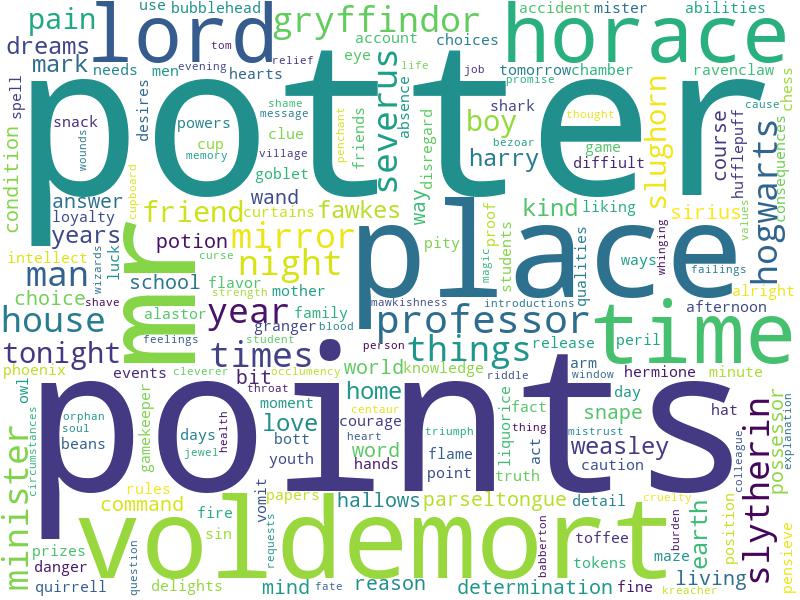 pain
lord
gryffindor
account
accident
mister
abilities
use
bubblehead
horace
dreams
mark
needs
men
tom
evening
relief
hearts
eye
choices
life
job
tomorrow
chamber
ravenclaw
promise
spell
potter
snack
wounds
desires
powers
cup
memory
shame
message
clue
village
goblet
penchant
friends
severus
absence
disregard
way
shark
boy
bezoar
harry
thought
game
diffiult
slughorn
course
hufflepuff
cause
hogwarts
chess
consequences
condition
answer
loyalty
years
cupboard
friend
wand
curtains
fawkes
kind
liking
sirius
values
intellect
wizards
luck
potion
mirror
night
pity
place
proof
magic
students
qualities
ways
whinging
failings
man
mr
curse
school
flavor
strength
mother
mawkishness
introductions
alright
afternoon
choice
shave
house
alastor
year
family
granger
blood
professor
release
peril
time
tonight
feelings
student
times
person
things
phoenix
events
cleverer
occlumency
bit
throat
world
knowledge
riddle
arm
window
hermione
minute
owl
circumstances
orphan
soul
beans
gamekeeper
days
jewel
health
moment
love
bott
youth
home
centaur
courage
heart
word
hands
triumph
flame
point
points
liquorice
fact
thing
truth
act
day
snape
mistrust
weasley
caution
hat
colleague
slytherin
possessor
explanation
minister
rules
command
vomit
papers
requests
hallows
parseltongue
detail
cruelty
fire
sin
voldemort
toffee
tokens
burden
earth
position
pensieve
prizes
danger
question
quirrell
delights
mind
fate
reason
determination
babberton
maze
fine
living
kreacher